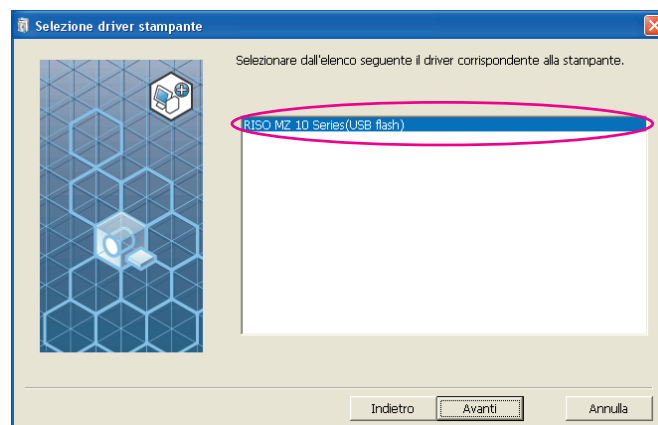 Selezione driver stampante
Selezionare dall'elenco seguente il driver corrispondente alla stampante.
RISO MZ 10 Series(USB flash)
Indietro
Avanti
Annulla